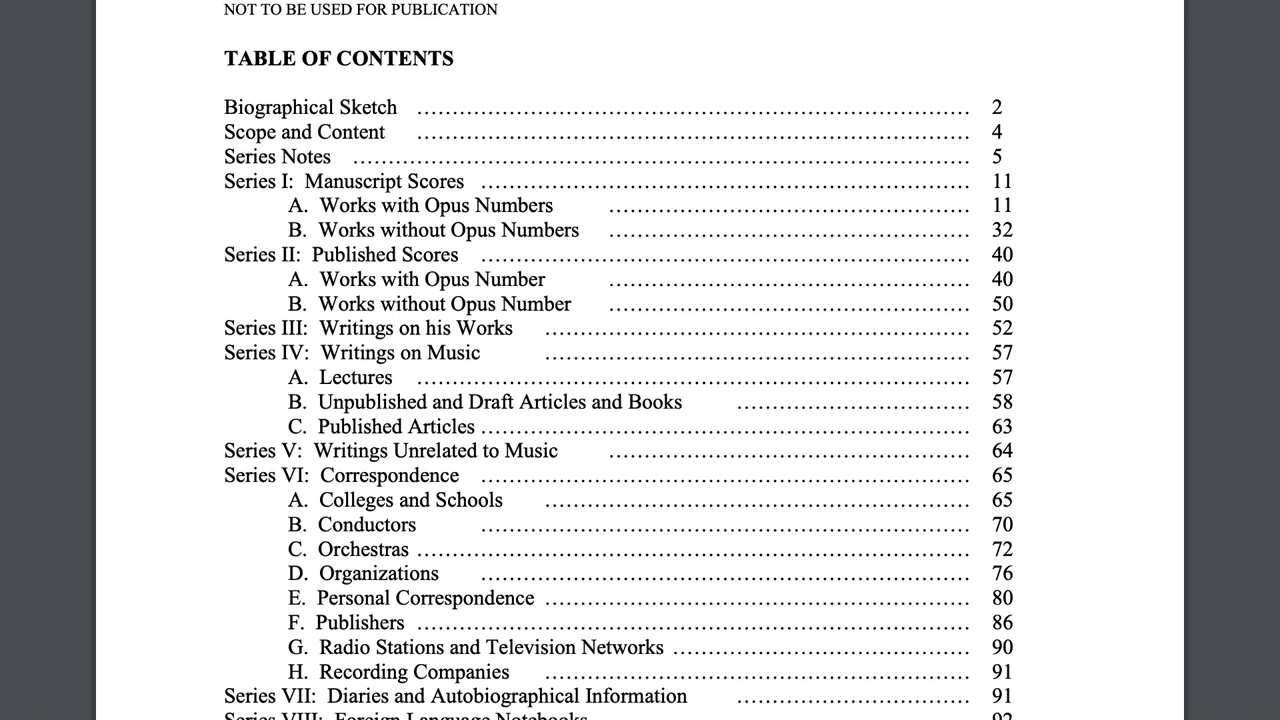 NOT TO BE USED FOR PUBLICATION
TABLE OF CONTENTS
Biographical Sketch ........................................ 2
Scope and Content ........................................ 4
Series Notes ........................................ 5
Series I: Manuscript Scores ........................................ 11
A. Works with Opus Numbers ........................................ 11
B. Works without Opus Numbers ........................................ 32
Series II: Published Scores ........................................ 40
A. Works with Opus Number ........................................ 40
B. Works without Opus Number ........................................ 50
Series III: Writings on his Works ........................................ 52
Series IV: Writings on Music ........................................ 57
A. Lectures ........................................ 57
B. Unpublished and Draft Articles and Books ........................................ 58
C. Published Articles ........................................ 63
Series V: Writings Unrelated to Music ........................................ 64
Series VI: Correspondence ........................................ 65
A. Colleges and Schools ........................................ 65
B. Conductors ........................................ 70
C. Orchestras ........................................ 72
D. Organizations ........................................ 76
E. Personal Correspondence ........................................ 80
F. Publishers ........................................ 86
G. Radio Stations and Television Networks ........................................ 90
H. Recording Companies ........................................ 91
Series VII: Diaries and Autobiographical Information ........................................ 91
Series VIII: Foreign Language Notebooks ........................................ 92